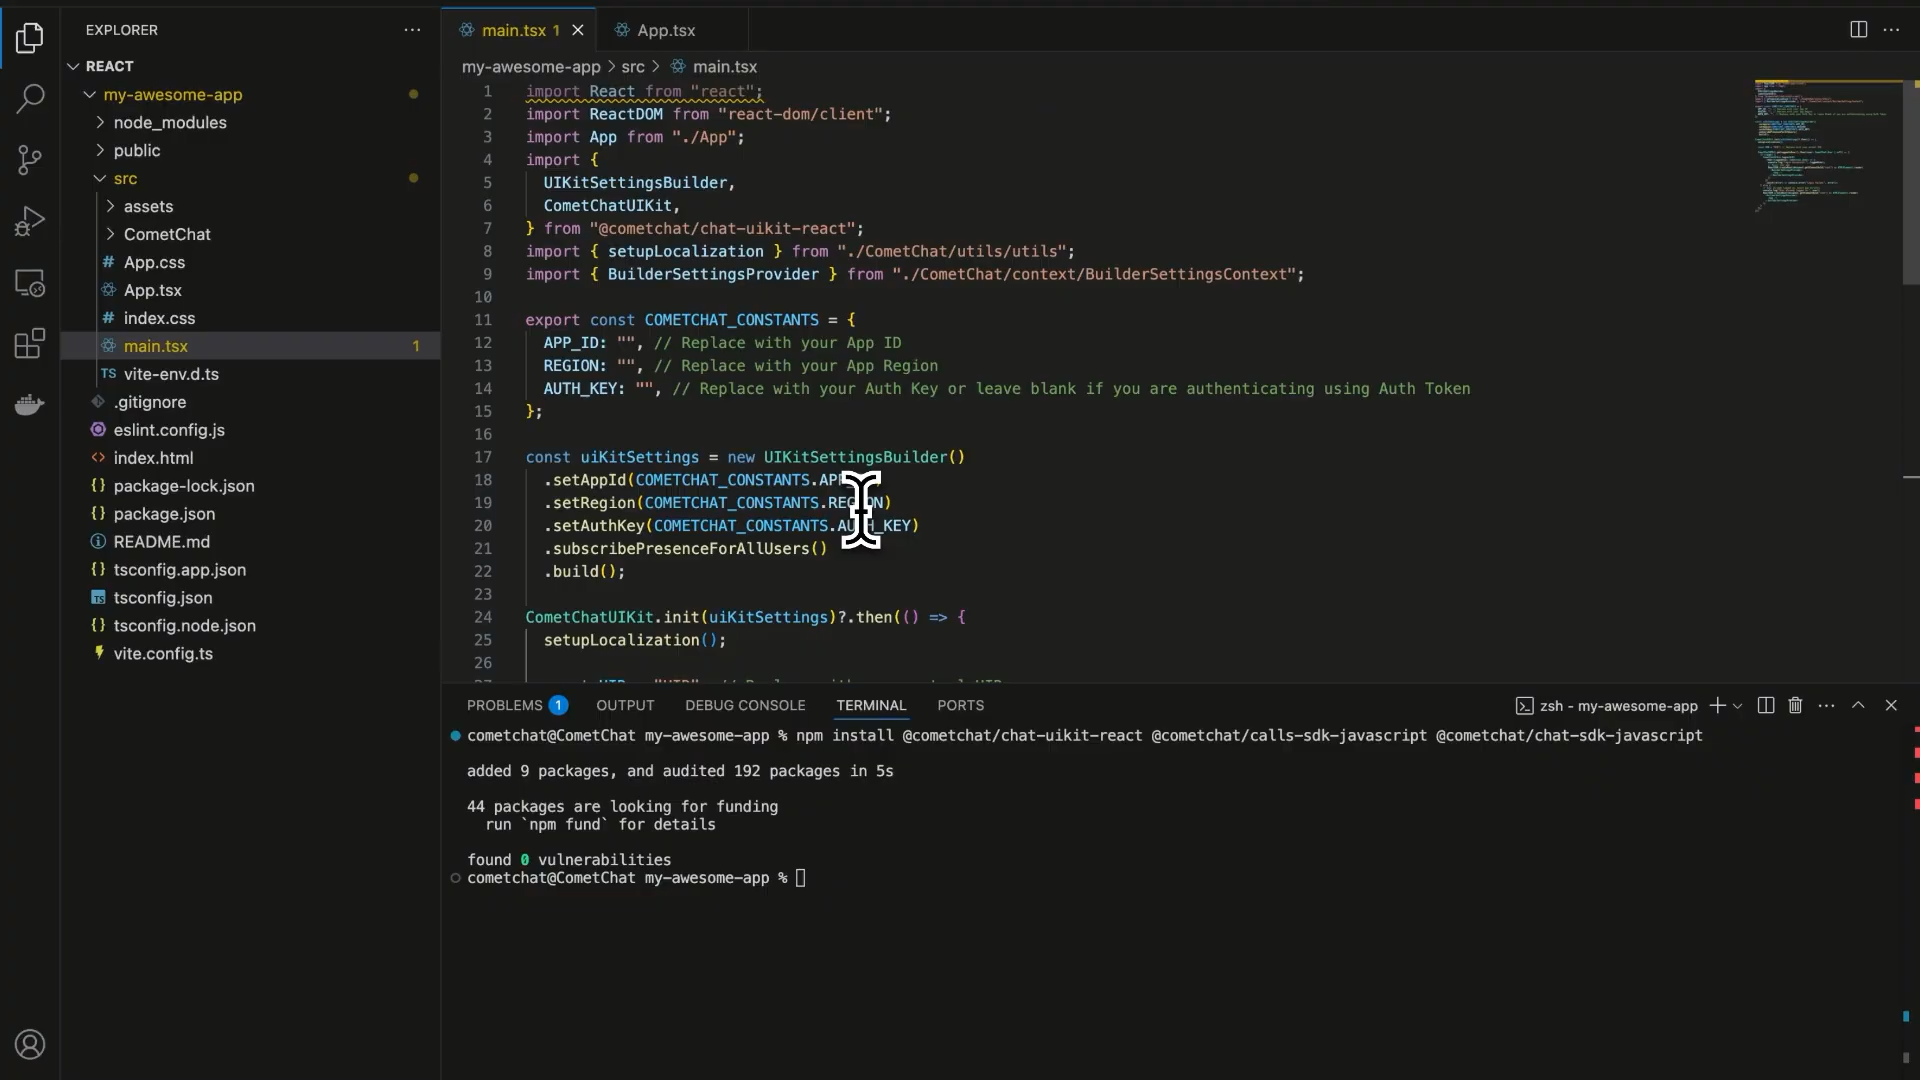 EXPLORER
REACT
my-awesome-app
node_modules
public
src
assets
CometChat
# App.css
App.tsx
# index.css
main.tsx 1
TS vite-env.d.ts
.gitignore
eslint.config.js
<> index.html
{} package-lock.json
{} package.json
README.md
{} tsconfig.app.json
TS tsconfig.json
{} tsconfig.node.json
vite.config.ts
main.tsx 1 App.tsx
my-awesome-app > src > main.tsx
1 import React from "react";
2 import ReactDOM from "react-dom/client";
3 import App from "./App";
4 import {
5 UIKitSettingsBuilder,
6 CometChatUIKit,
7 } from "@cometchat/chat-uikit-react";
8 import { setupLocalization } from "./CometChat/utils/utils";
9 import { BuilderSettingsProvider } from "./CometChat/context/BuilderSettingsContext";
10
11 export const COMETCHAT_CONSTANTS = {
12 APP_ID: "", // Replace with your App ID
13 REGION: "", // Replace with your App Region
14 AUTH_KEY: "", // Replace with your Auth Key or leave blank if you are authenticating using Auth Token
15 };
16
17 const uiKitSettings = new UIKitSettingsBuilder()
18 .setAppId(COMETCHAT_CONSTANTS.
19 .setRegion(COMETCHAT_CONSTANTS.REGION)
20 .setAuthKey(COMETCHAT_CONSTANTS.AUTH_KEY)
21 .subscribePresenceForAllUsers()
22 .build();
23
24 CometChatUIKit.init(uiKitSettings)?.then(() => {
25 setupLocalization();
26
PROBLEMS 1 OUTPUT DEBUG CONSOLE TERMINAL PORTS zsh - my-awesome-app
cometchat@CometChat my-awesome-app % npm install @cometchat/chat-uikit-react @cometchat/calls-sdk-javascript @cometchat/chat-sdk-javascript
added 9 packages, and audited 192 packages in 5s
44 packages are looking for funding
run `npm fund` for details
found 0 vulnerabilities
cometchat@CometChat my-awesome-app %